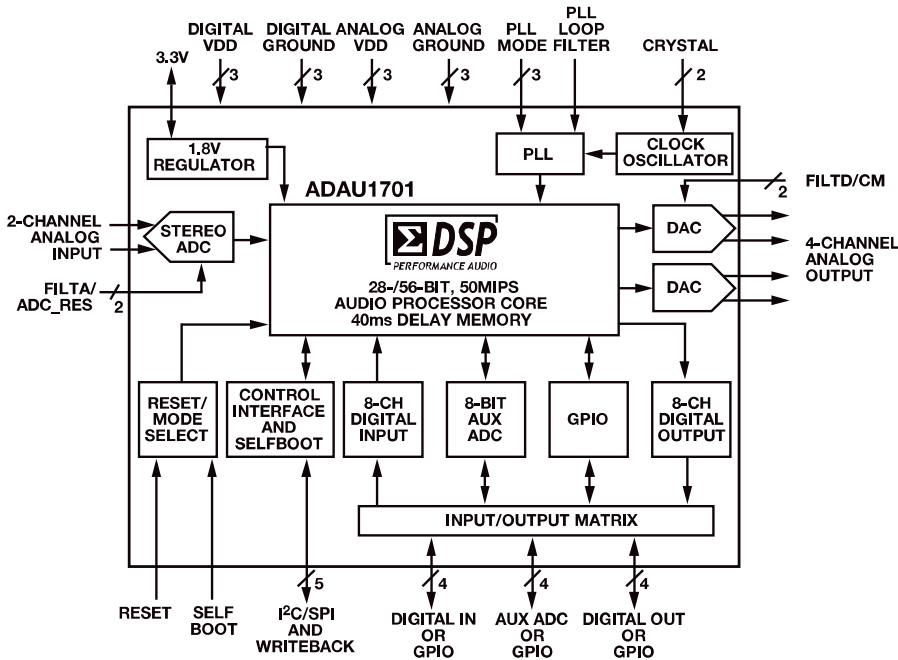 DIGITAL
VDD
DIGITAL
GROUND
ANALOG
VDD
ANALOG
GROUND
PLL
MODE
PLL
LOOP
FILTER
CRYSTAL
3.3V
3
3
3
3
3
2
1.8V
REGULATOR
PLL
CLOCK
OSCILLATOR
ADAU1701
FILTD/CM
2
2-CHANNEL
ANALOG
INPUT
STEREO
ADC
ΣDSP
PERFORMANCE AUDIO
DAC
4-CHANNEL
ANALOG
OUTPUT
FILTA/
ADC_RES
2
28-/56-BIT, 50MIPS
AUDIO PROCESSOR CORE
40ms DELAY MEMORY
DAC
RESET/
MODE
SELECT
CONTROL
INTERFACE
AND
SELFBOOT
8-CH
DIGITAL
INPUT
8-BIT
AUX
ADC
GPIO
8-CH
DIGITAL
OUTPUT
INPUT/OUTPUT MATRIX
5
4
4
4
RESET
SELF
BOOT
I²C/SPI
AND
WRITEBACK
DIGITAL IN
OR
GPIO
AUX ADC
OR
GPIO
DIGITAL OUT
OR
GPIO